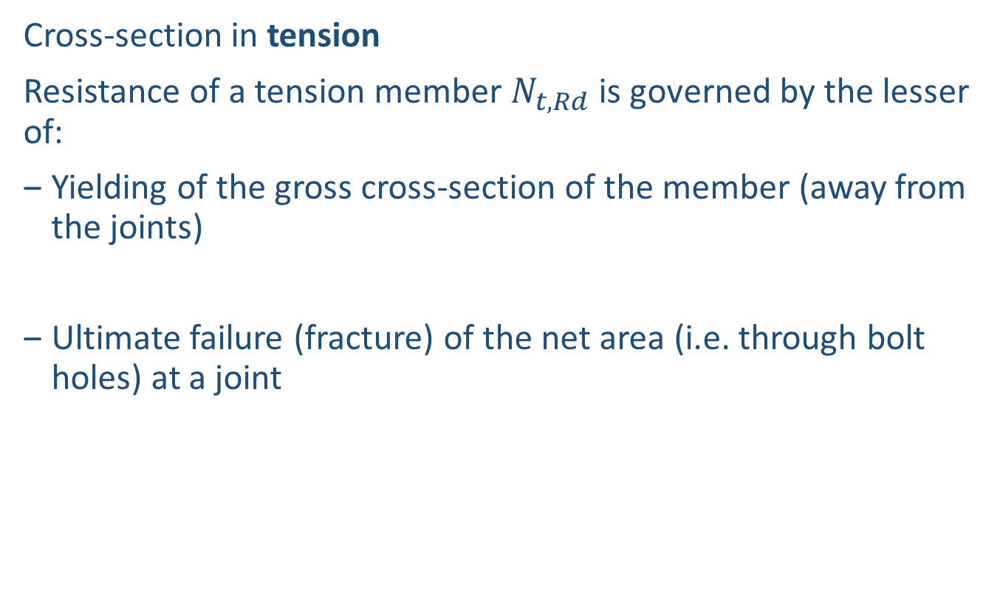 Cross-section in tension
Resistance of a tension member N_{t,Rd} is governed by the lesser
of:
– Yielding of the gross cross-section of the member (away from
the joints)
– Ultimate failure (fracture) of the net area (i.e. through bolt
holes) at a joint